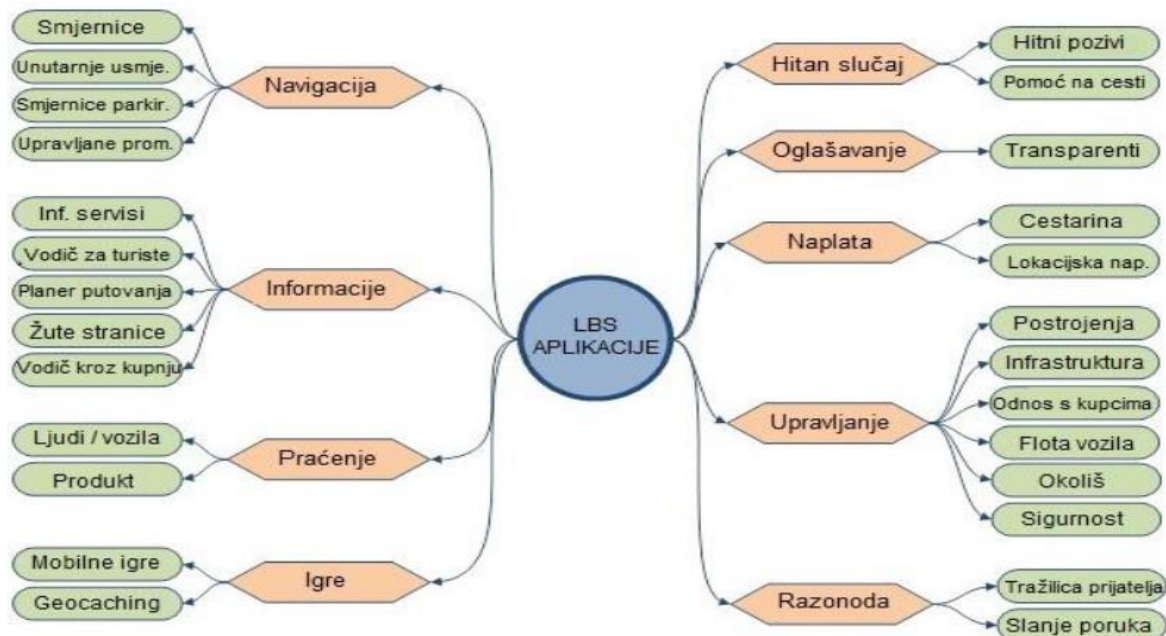 Smjernice
Unutarnje usmje.
Smjernice parkir.
Upravljane prom.
Navigacija
Inf. servisi
Vodič za turiste
Planer putovanja
Žute stranice
Vodič kroz kupnju
Informacije
Ljudi / vozila
Produkt
Praćenje
Mobilne igre
Geocaching
Igre
LBS
APLIKACIJE
Hitan slučaj
Hitni pozivi
Pomoć na cesti
Oglašavanje
Transparenti
Naplata
Cestarina
Lokacijska nap.
Upravljanje
Postrojenja
Infrastruktura
Odnos s kupcima
Flota vozila
Okoliš
Sigurnost
Razonoda
Tražilica prijatelja
Slanje poruka